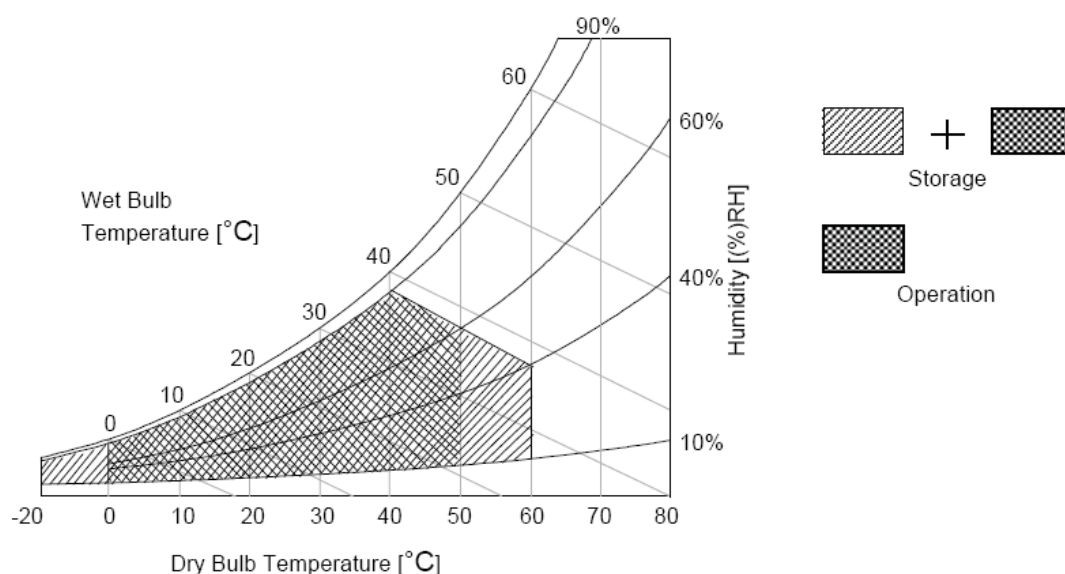 90%
60
60%
50
Wet Bulb
Temperature [°C]
40
30
20
10
0
40%
10%
Humidity [(%)RH]
-20 0 10 20 30 40 50 60 70 80
Dry Bulb Temperature [°C]
+
Storage
Operation